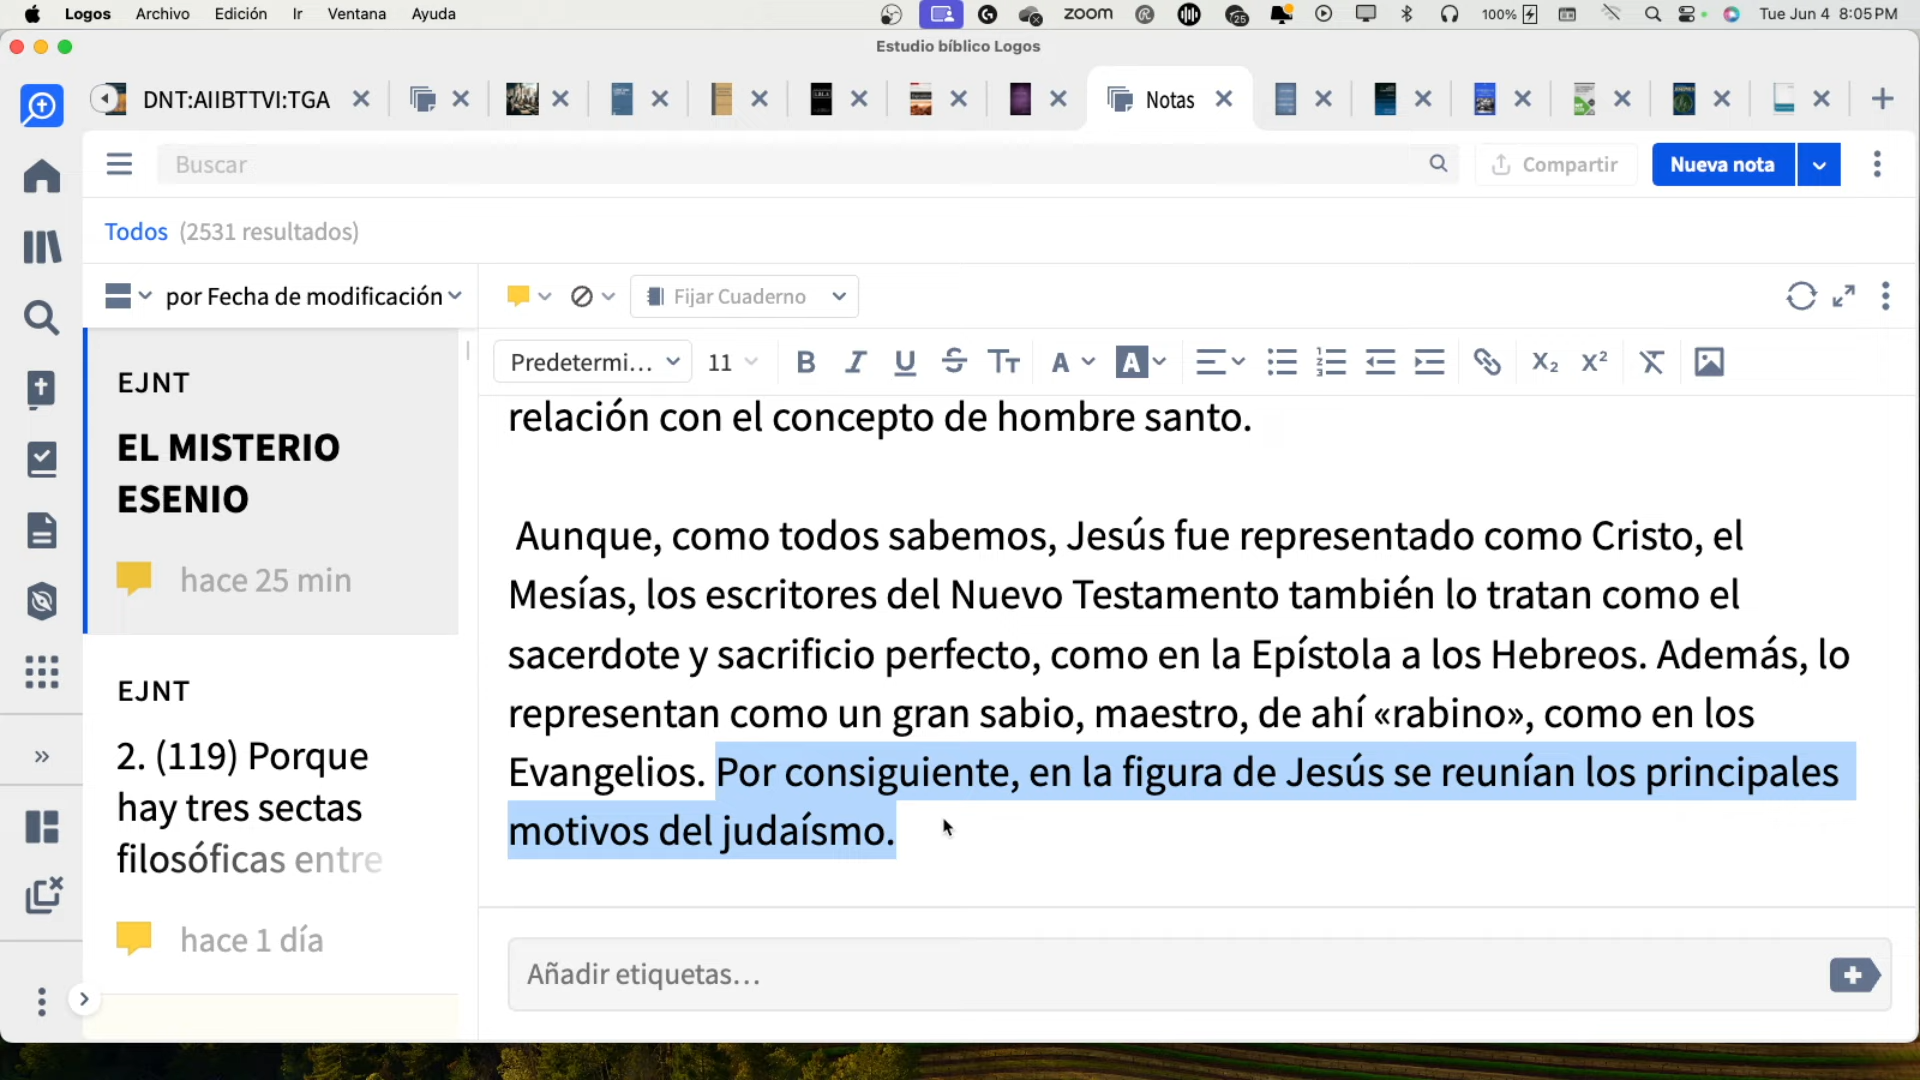 Logos Archivo Edición Ir Ventana Ayuda zoom 25 100% Tue Jun 4 8:05 PM
Estudio bíblico Logos
DNT:AIIBTTVI:TGA Notas
Buscar Compartir Nueva nota
Todos (2531 resultados)
por Fecha de modificación Fijar Cuaderno
Predetermi... 11 B I U S TT A A X₂ X²
EJNT
EL MISTERIO
ESENIO
hace 25 min
EJNT
2. (119) Porque
hay tres sectas
filosóficas entre
hace 1 día
relación con el concepto de hombre santo.
Aunque, como todos sabemos, Jesús fue representado como Cristo, el
Mesías, los escritores del Nuevo Testamento también lo tratan como el
sacerdote y sacrificio perfecto, como en la Epístola a los Hebreos. Además, lo
representan como un gran sabio, maestro, de ahí «rabino», como en los
Evangelios. Por consiguiente, en la figura de Jesús se reunían los principales
motivos del judaísmo.
Añadir etiquetas...